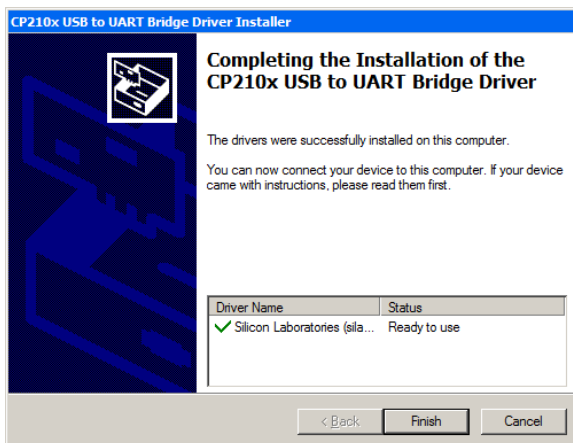 CP210x USB to UART Bridge Driver Installer
Completing the Installation of the
CP210x USB to UART Bridge Driver
The drivers were successfully installed on this computer.
You can now connect your device to this computer. If your device
came with instructions, please read them first.
Driver Name Status
Silicon Laboratories (sila... Ready to use
< Back Finish Cancel